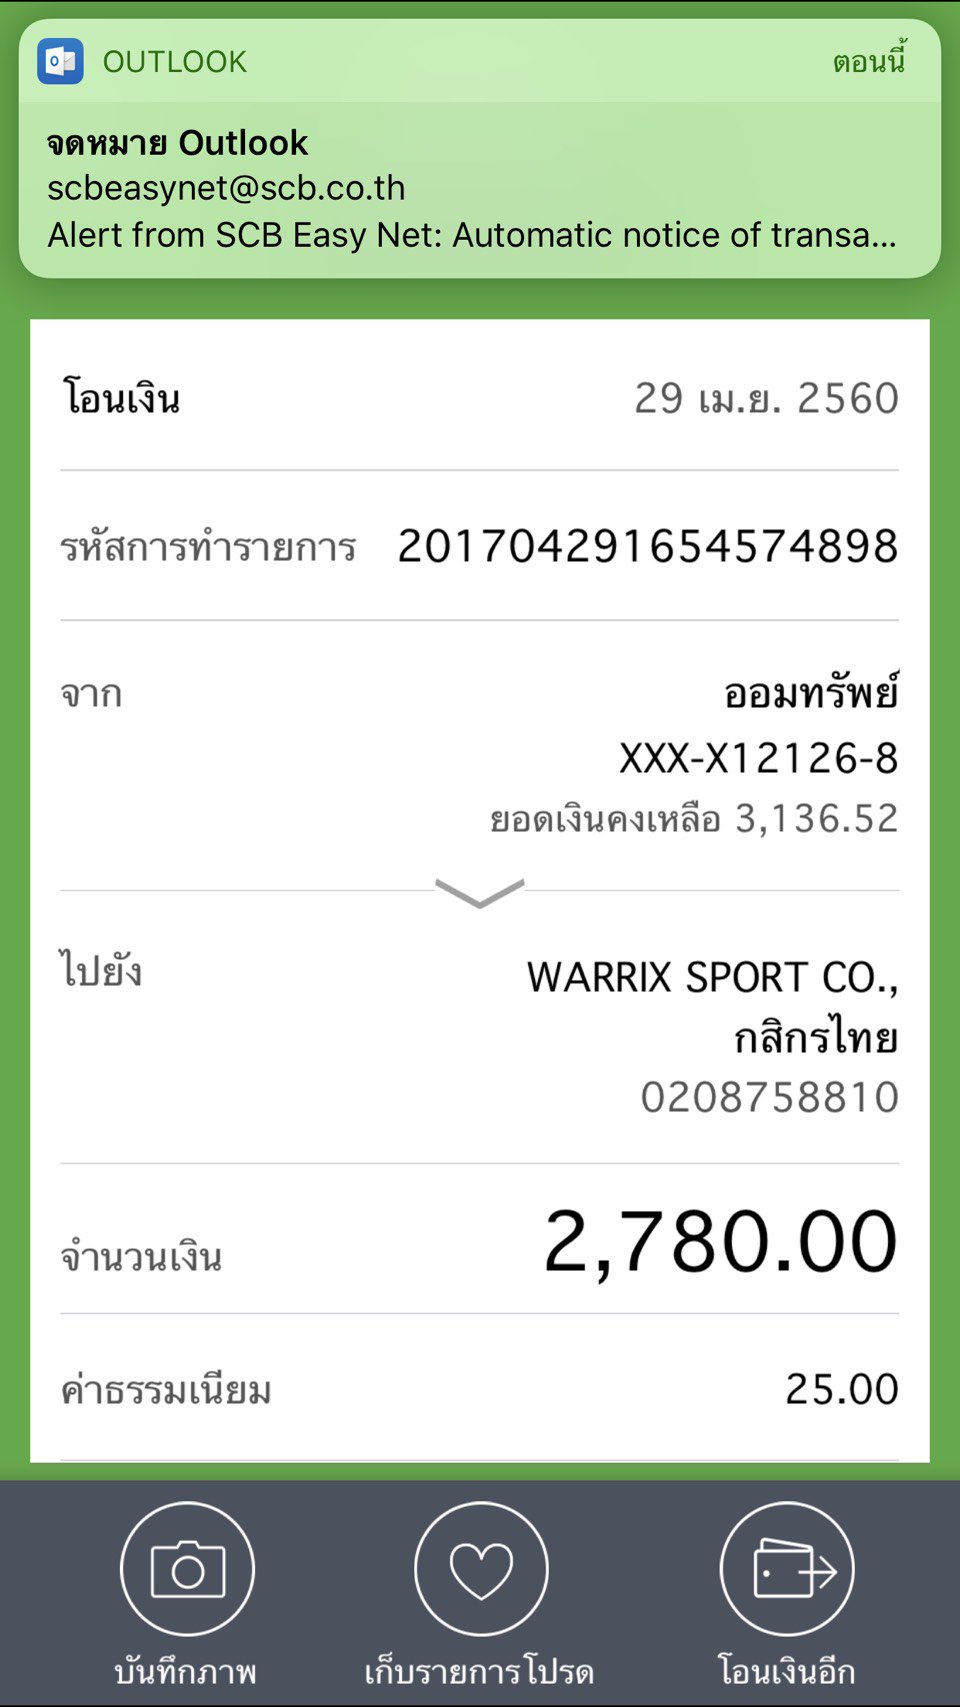 OUTLOOK
ตอนนี้
จดหมาย Outlook
scbeasynet@scb.co.th
Alert from SCB Easy Net: Automatic notice of transa...
โอนเงิน 29 เม.ย. 2560
รหัสการทำรายการ 201704291654574898
จาก ออมทรัพย์
XXX-X12126-8
ยอดเงินคงเหลือ 3,136.52
ไปยัง WARRIX SPORT CO.,
กสิกรไทย
0208758810
จำนวนเงิน 2,780.00
ค่าธรรมเนียม 25.00
บันทึกภาพ เก็บรายการโปรด โอนเงินอีก